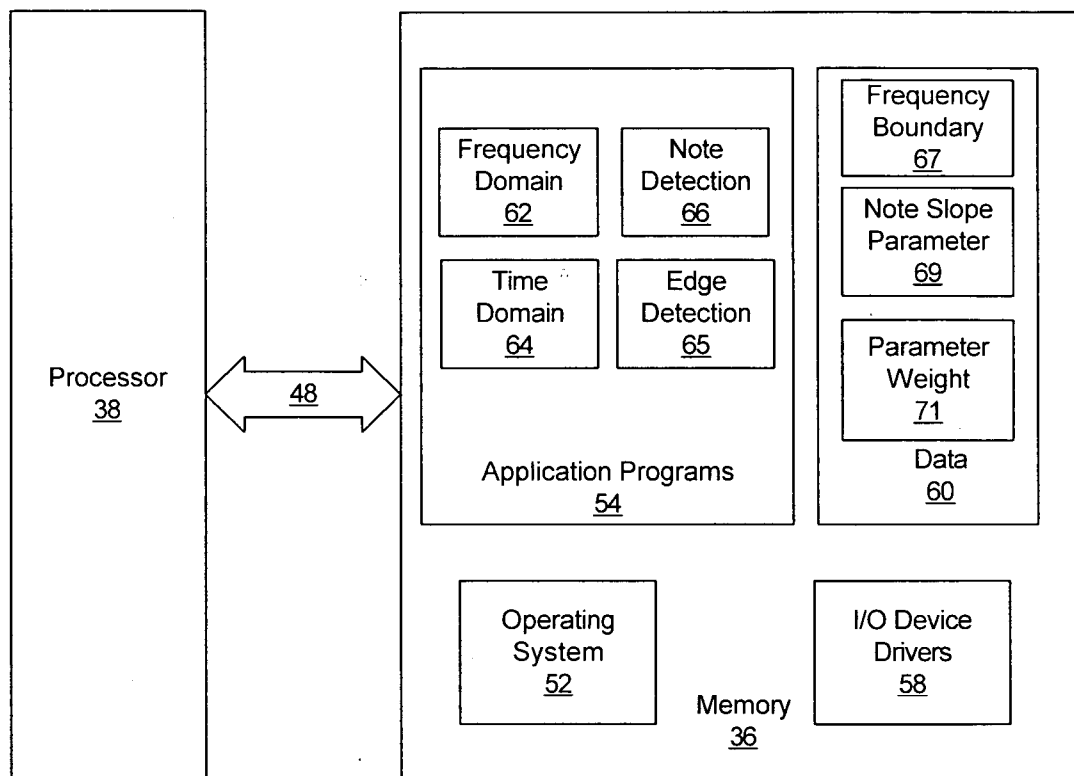 Processor
38
48
Frequency
Domain
62
Note
Detection
66
Time
Domain
64
Edge
Detection
65
Application Programs
54
Frequency
Boundary
67
Note Slope
Parameter
69
Parameter
Weight
71
Data
60
Operating
System
52
I/O Device
Drivers
58
Memory
36